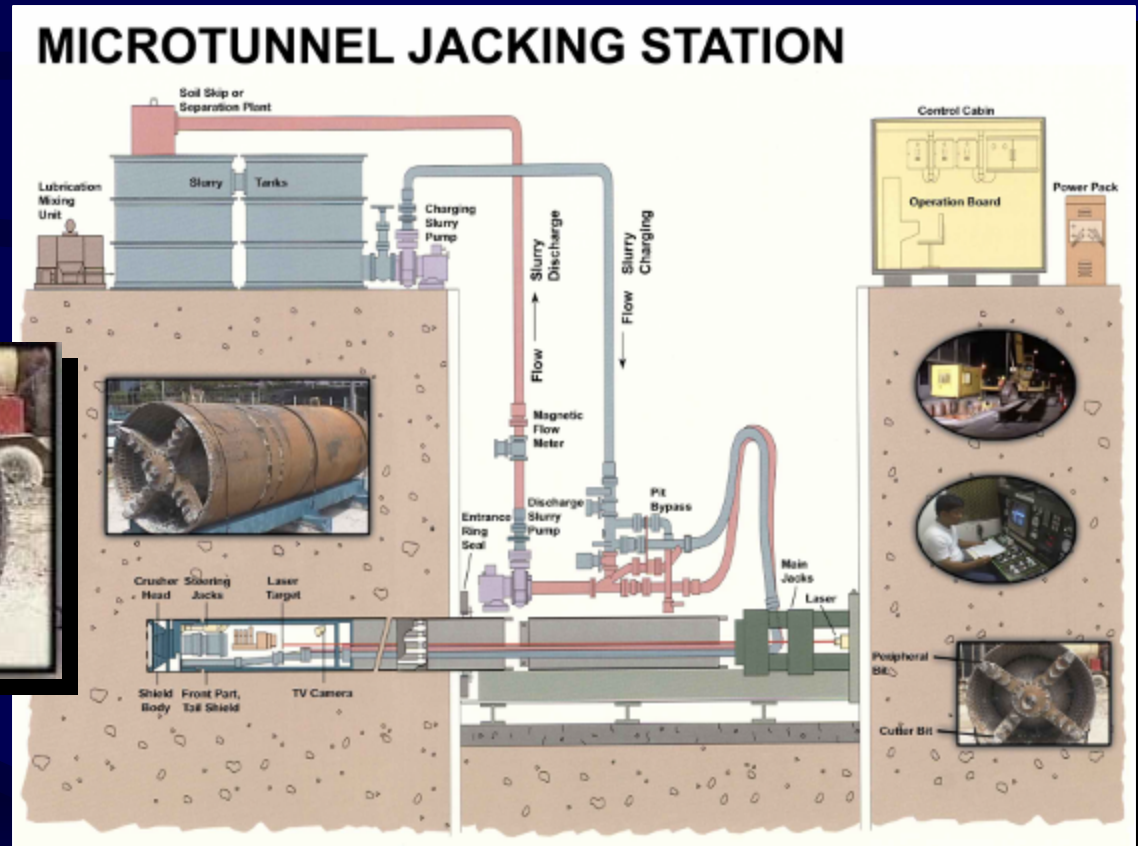 MICROTUNNEL JACKING STATION
Soil Skip or
Separation Plant
Control Cabin
Lubrication
Mixing
Unit
Slurry Tanks
Charging
Slurry
Pump
Slurry
Discharge
Flow
Slurry
Charging
Flow
Operation Board
Power Pack
Magnetic
Flow
Meter
Entrance
Ring
Seal
Discharge
Slurry
Pump
Pit
Bypass
Main
Jacks
Laser
Crusher
Head
Steering
Jacks
Laser
Target
Shield
Body
Front Part,
Tail Shield
TV Camera
Peripheral
Bit
Cutter Bit